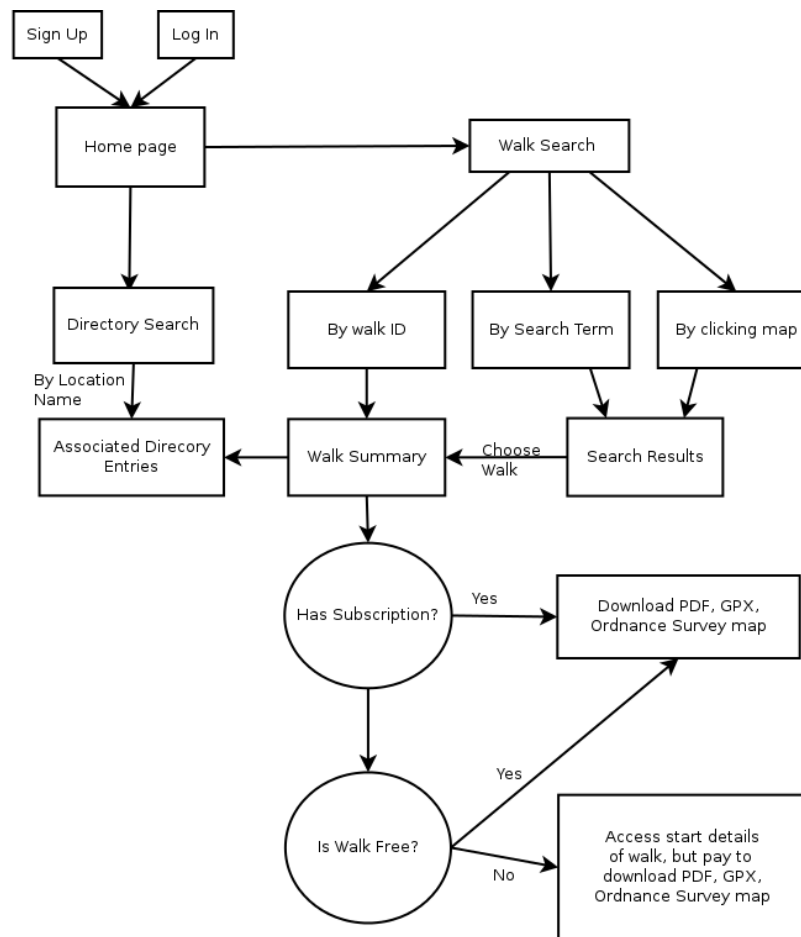 Sign Up
Log In
Home page
Walk Search
Directory Search
By walk ID
By Search Term
By clicking map
By Location
Name
Associated Direcory
Entries
Walk Summary
Choose
Walk
Search Results
Has Subscription?
Yes
Download PDF, GPX,
Ordnance Survey map
Yes
Is Walk Free?
No
Access start details
of walk, but pay to
download PDF, GPX,
Ordnance Survey map